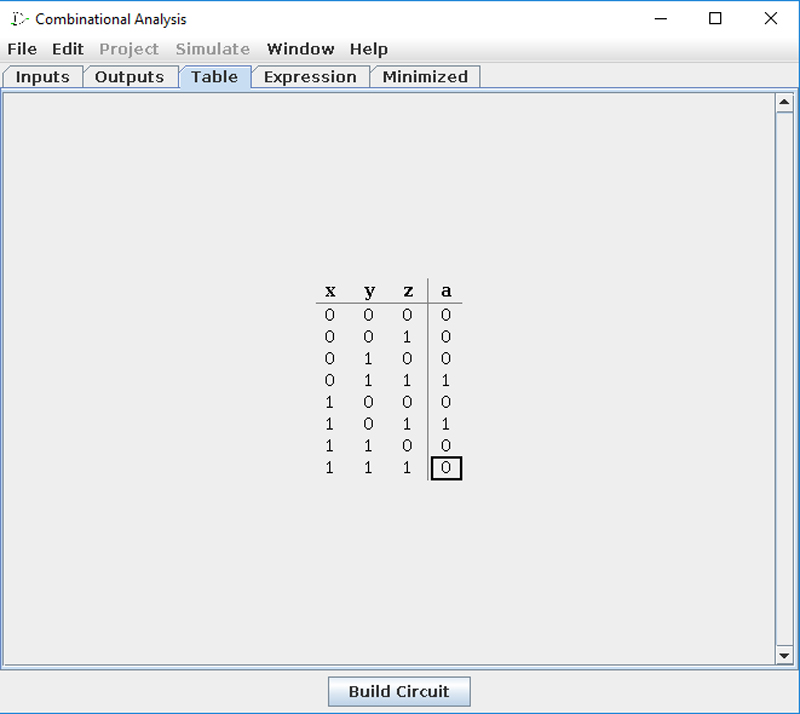 Combinational Analysis
File Edit Project Simulate Window Help
Inputs Outputs Table Expression Minimized
x y z a
0 0 0 0
0 0 1 0
0 1 0 0
0 1 1 1
1 0 0 0
1 0 1 1
1 1 0 0
1 1 1 0
Build Circuit